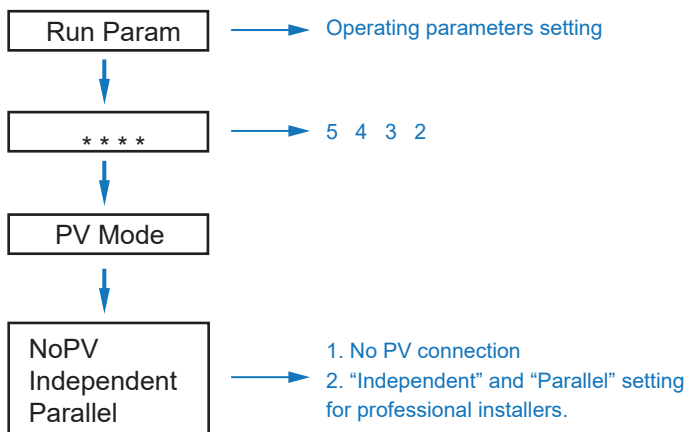 Run Param
Operating parameters setting
* * * *
5 4 3 2
PV Mode
NoPV
Independent
Parallel
1. No PV connection
2. “Independent” and “Parallel” setting
for professional installers.